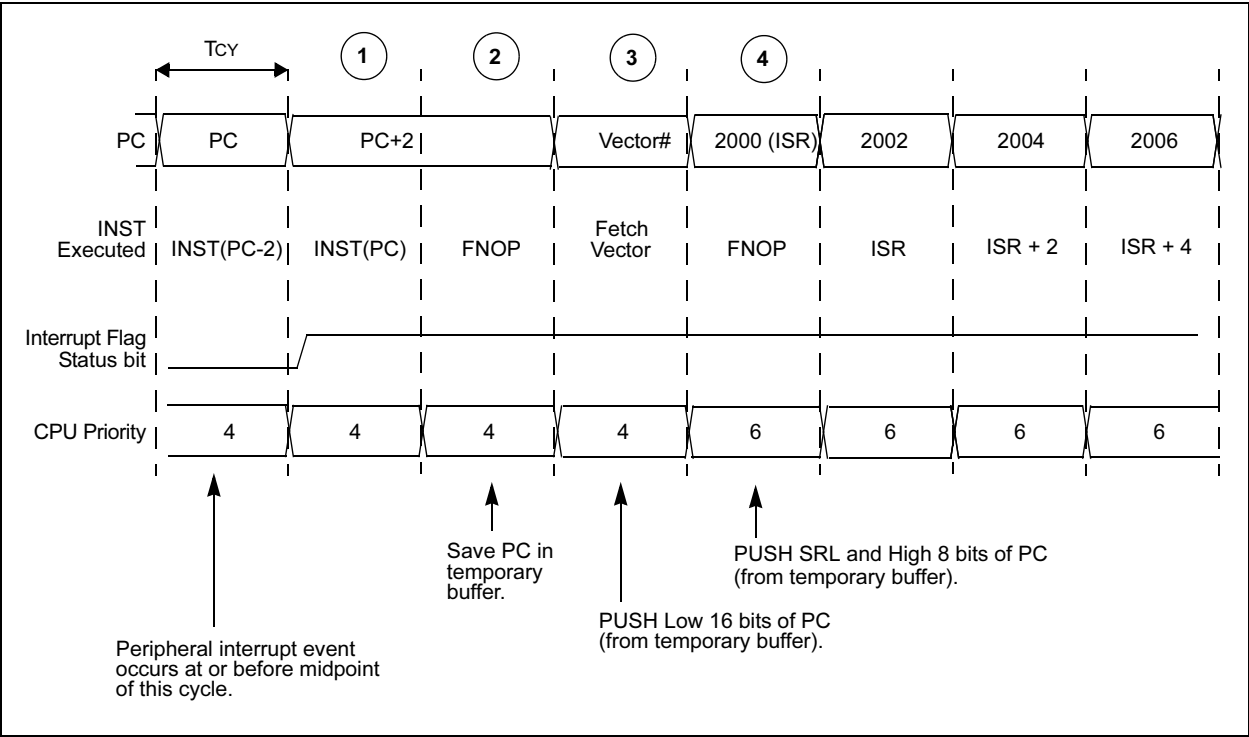 TCY
1
2
3
4
PC
PC
PC+2
Vector#
2000 (ISR)
2002
2004
2006
INST
Executed
INST(PC-2)
INST(PC)
FNOP
Fetch
Vector
FNOP
ISR
ISR + 2
ISR + 4
Interrupt Flag
Status bit
CPU Priority
4
4
4
4
6
6
6
6
Save PC in
temporary
buffer.
PUSH SRL and High 8 bits of PC
(from temporary buffer).
PUSH Low 16 bits of PC
(from temporary buffer).
Peripheral interrupt event
occurs at or before midpoint
of this cycle.